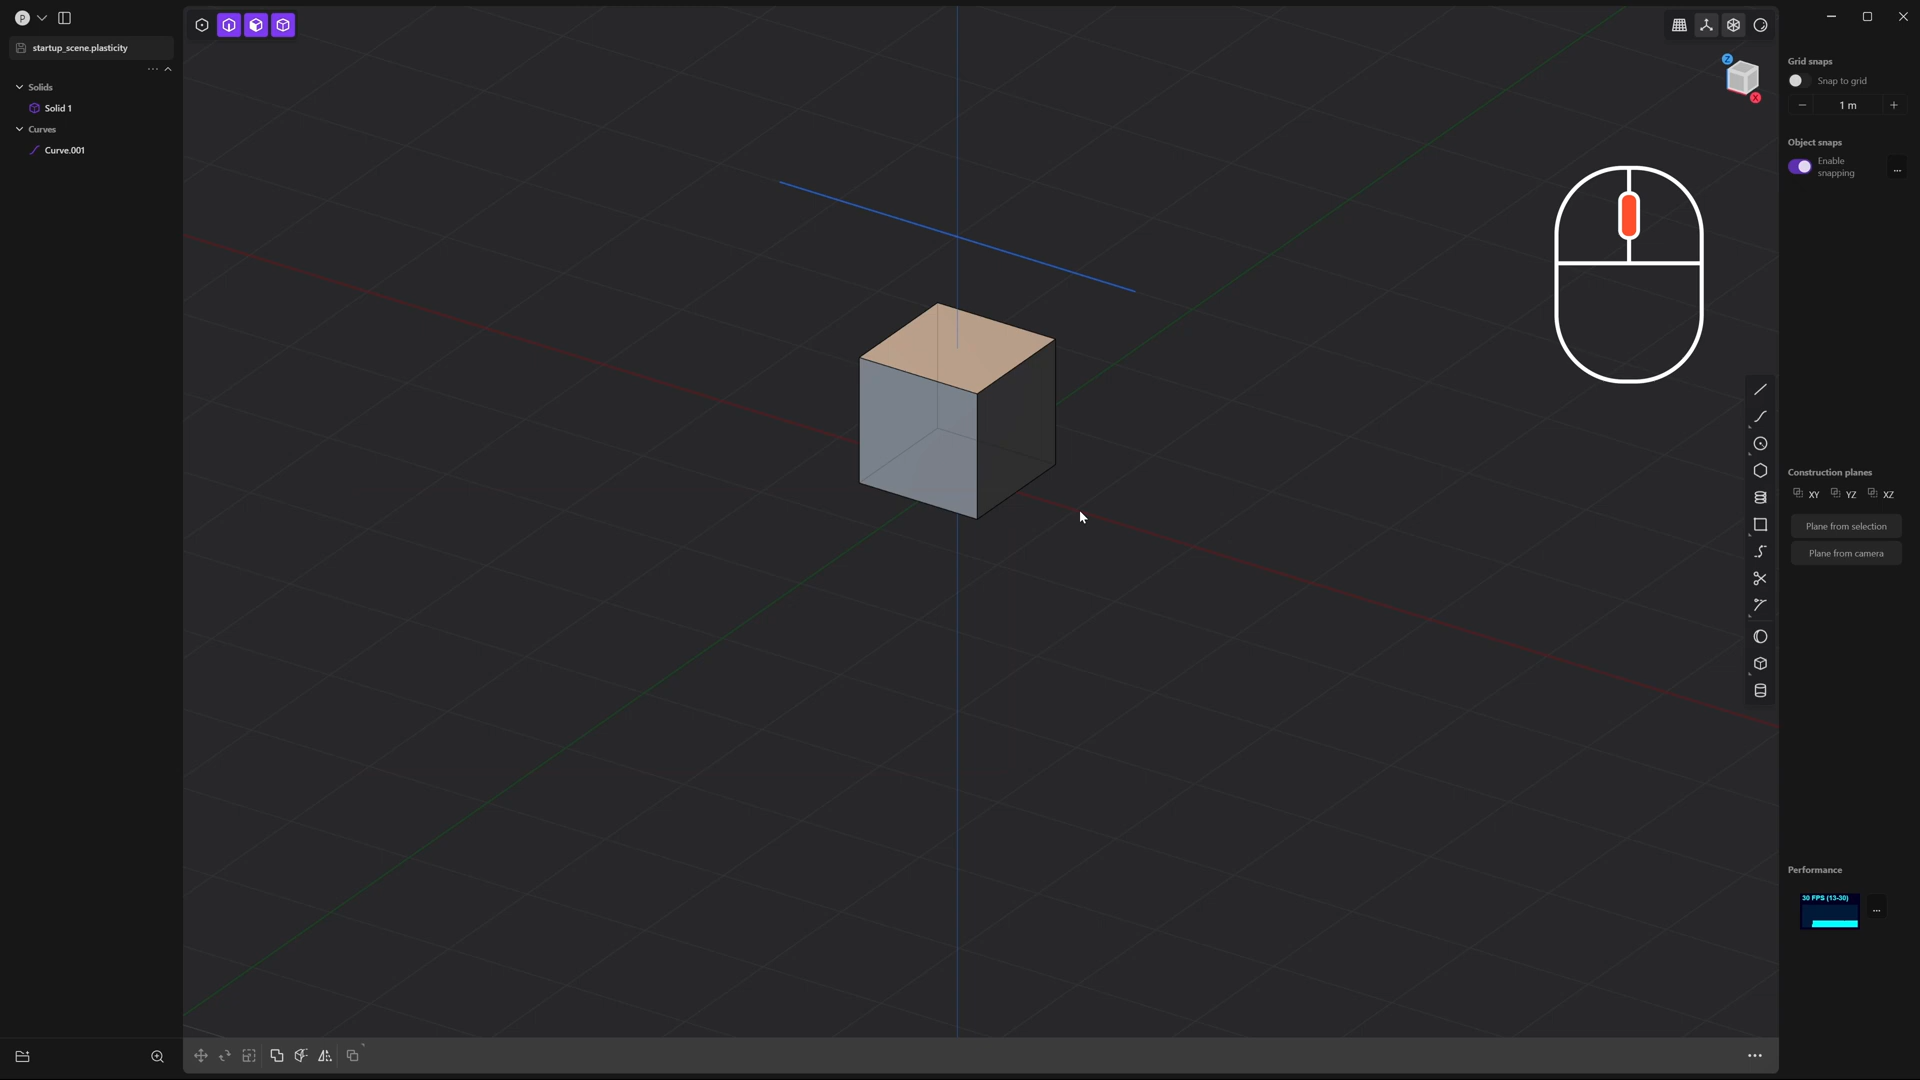 P
startup_scene.plasticity
Solids
Solid 1
Curves
Curve.001
Z
X
Grid snaps
Snap to grid
1 m
Object snaps
Enable
snapping
Construction planes
XY YZ XZ
Plane from selection
Plane from camera
Performance
30 FPS (13-30)